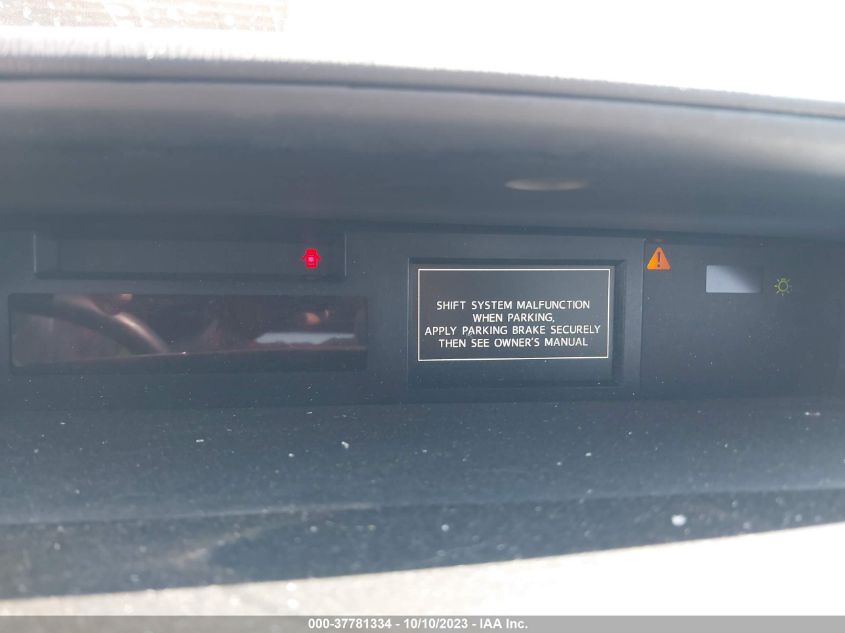 SHIFT SYSTEM MALFUNCTION
WHEN PARKING,
APPLY PARKING BRAKE SECURELY
THEN SEE OWNER'S MANUAL
000-37781334 - 10/10/2023 - IAA Inc.